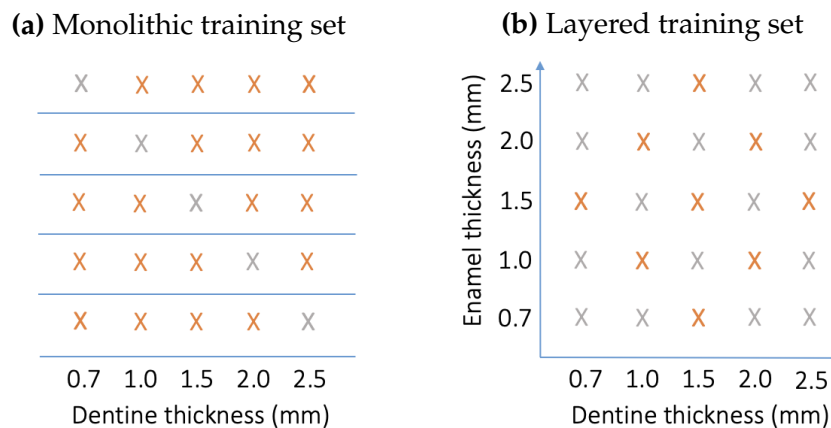 (a) Monolithic training set
X X X X X
X X X X X
X X X X X
X X X X X
X X X X X
0.7 1.0 1.5 2.0 2.5
Dentine thickness (mm)
(b) Layered training set
Enamel thickness (mm)
2.5 X X X X X
2.0 X X X X X
1.5 X X X X X
1.0 X X X X X
0.7 X X X X X
0.7 1.0 1.5 2.0 2.5
Dentine thickness (mm)